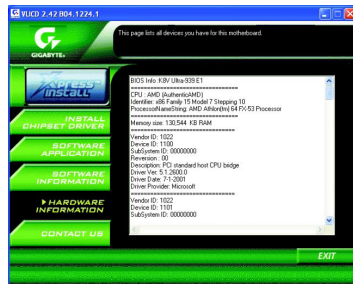 VUCD 2.42 B04.1224.1
GIGABYTE
This page lists all devices you have for this motherboard.
Xpress
INSTALL
INSTALL
CHIPSET DRIVER
SOFTWARE
APPLICATION
SOFTWARE
INFORMATION
HARDWARE
INFORMATION
CONTACT US
BIOS Info :K8V Ultra-939 E1
==================================
CPU : AMD (AuthenticAMD)
Identifier: x86 Family 15 Model 7 Stepping 10
ProcessorNameString: AMD Athlon(tm) 64 FX-53 Processor
==================================
Memory size: 130,544 KB RAM
==================================
Vendor ID: 1022
Device ID: 1100
SubSystem ID: 00000000
Reversion.: 00
Description: PCI standard host CPU bridge
Driver Ver: 5.1.2600.0
Driver Date: 7-1-2001
Driver Provider: Microsoft
==================================
Vendor ID: 1022
Device ID: 1101
SubSystem ID: 00000000
EXIT